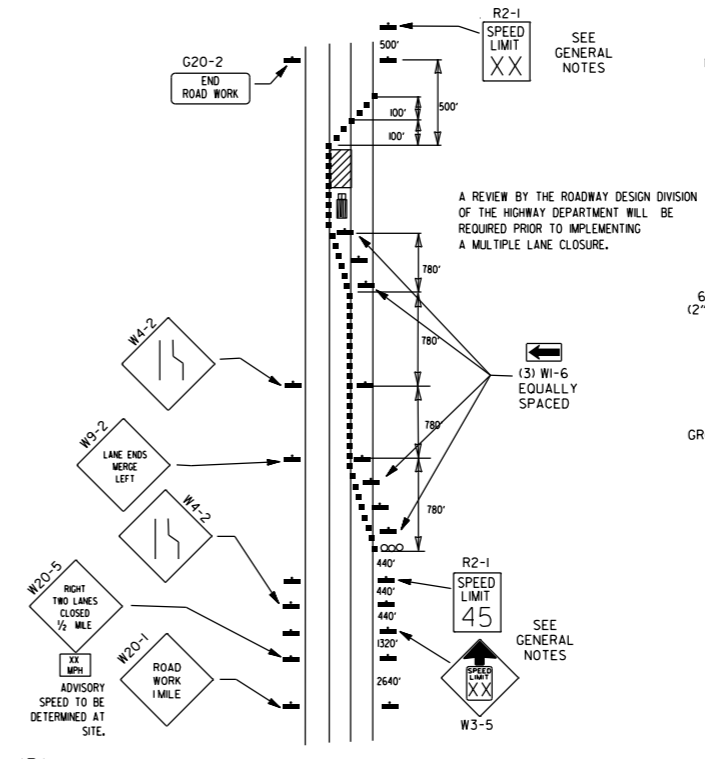 R2-1
SPEED
LIMIT
XX
SEE
GENERAL
NOTES
500'
G20-2
END
ROAD WORK
100'
500'
100'
A REVIEW BY THE ROADWAY DESIGN DIVISION
OF THE HIGHWAY DEPARTMENT WILL BE
REQUIRED PRIOR TO IMPLEMENTING
A MULTIPLE LANE CLOSURE.
780'
6
(2"
W4-2
780'
(3) W1-6
EQUALLY
SPACED
780'
W9-2
LANE ENDS
MERGE
LEFT
GR
780'
W4-2
440'
R2-1
SPEED
LIMIT
45
440'
W20-5
RIGHT
TWO LANES
CLOSED
1/2 MILE
440'
SEE
GENERAL
NOTES
1320'
XX
MPH
W20-1
ROAD
WORK
1 MILE
2640'
SPEED
LIMIT
XX
W3-5
ADVISORY
SPEED TO BE
DETERMINED AT
SITE.